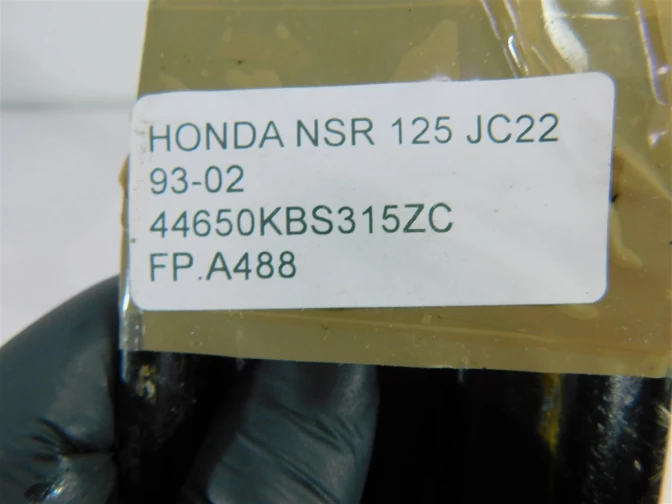 HONDA NSR 125 JC22
93-02
44650KBS315ZC
FP.A488